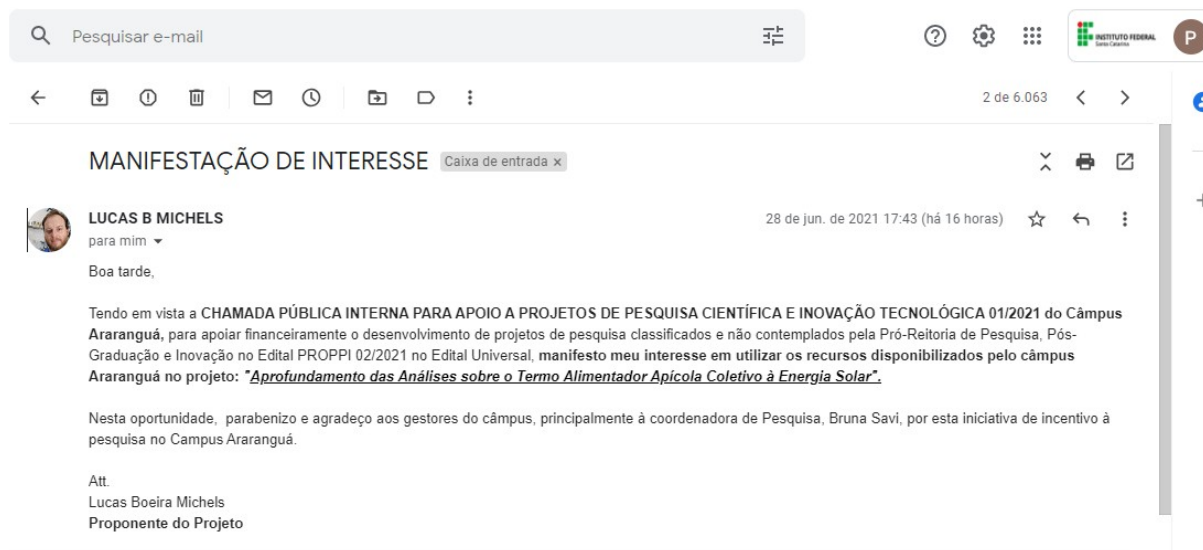 Pesquisar e-mail
INSTITUTO FEDERAL
Santa Catarina
P
2 de 6.063
MANIFESTAÇÃO DE INTERESSE Caixa de entrada x
LUCAS B MICHELS 28 de jun. de 2021 17:43 (há 16 horas)
para mim
Boa tarde,
Tendo em vista a CHAMADA PÚBLICA INTERNA PARA APOIO A PROJETOS DE PESQUISA CIENTÍFICA E INOVAÇÃO TECNOLÓGICA 01/2021 do Câmpus
Araranguá, para apoiar financeiramente o desenvolvimento de projetos de pesquisa classificados e não contemplados pela Pró-Reitoria de Pesquisa, Pós-
Graduação e Inovação no Edital PROPPI 02/2021 no Edital Universal, manifesto meu interesse em utilizar os recursos disponibilizados pelo câmpus
Araranguá no projeto: "Aprofundamento das Análises sobre o Termo Alimentador Apícola Coletivo à Energia Solar".
Nesta oportunidade, parabenizo e agradeço aos gestores do câmpus, principalmente à coordenadora de Pesquisa, Bruna Savi, por esta iniciativa de incentivo à
pesquisa no Campus Araranguá.
Att.
Lucas Boeira Michels
Proponente do Projeto